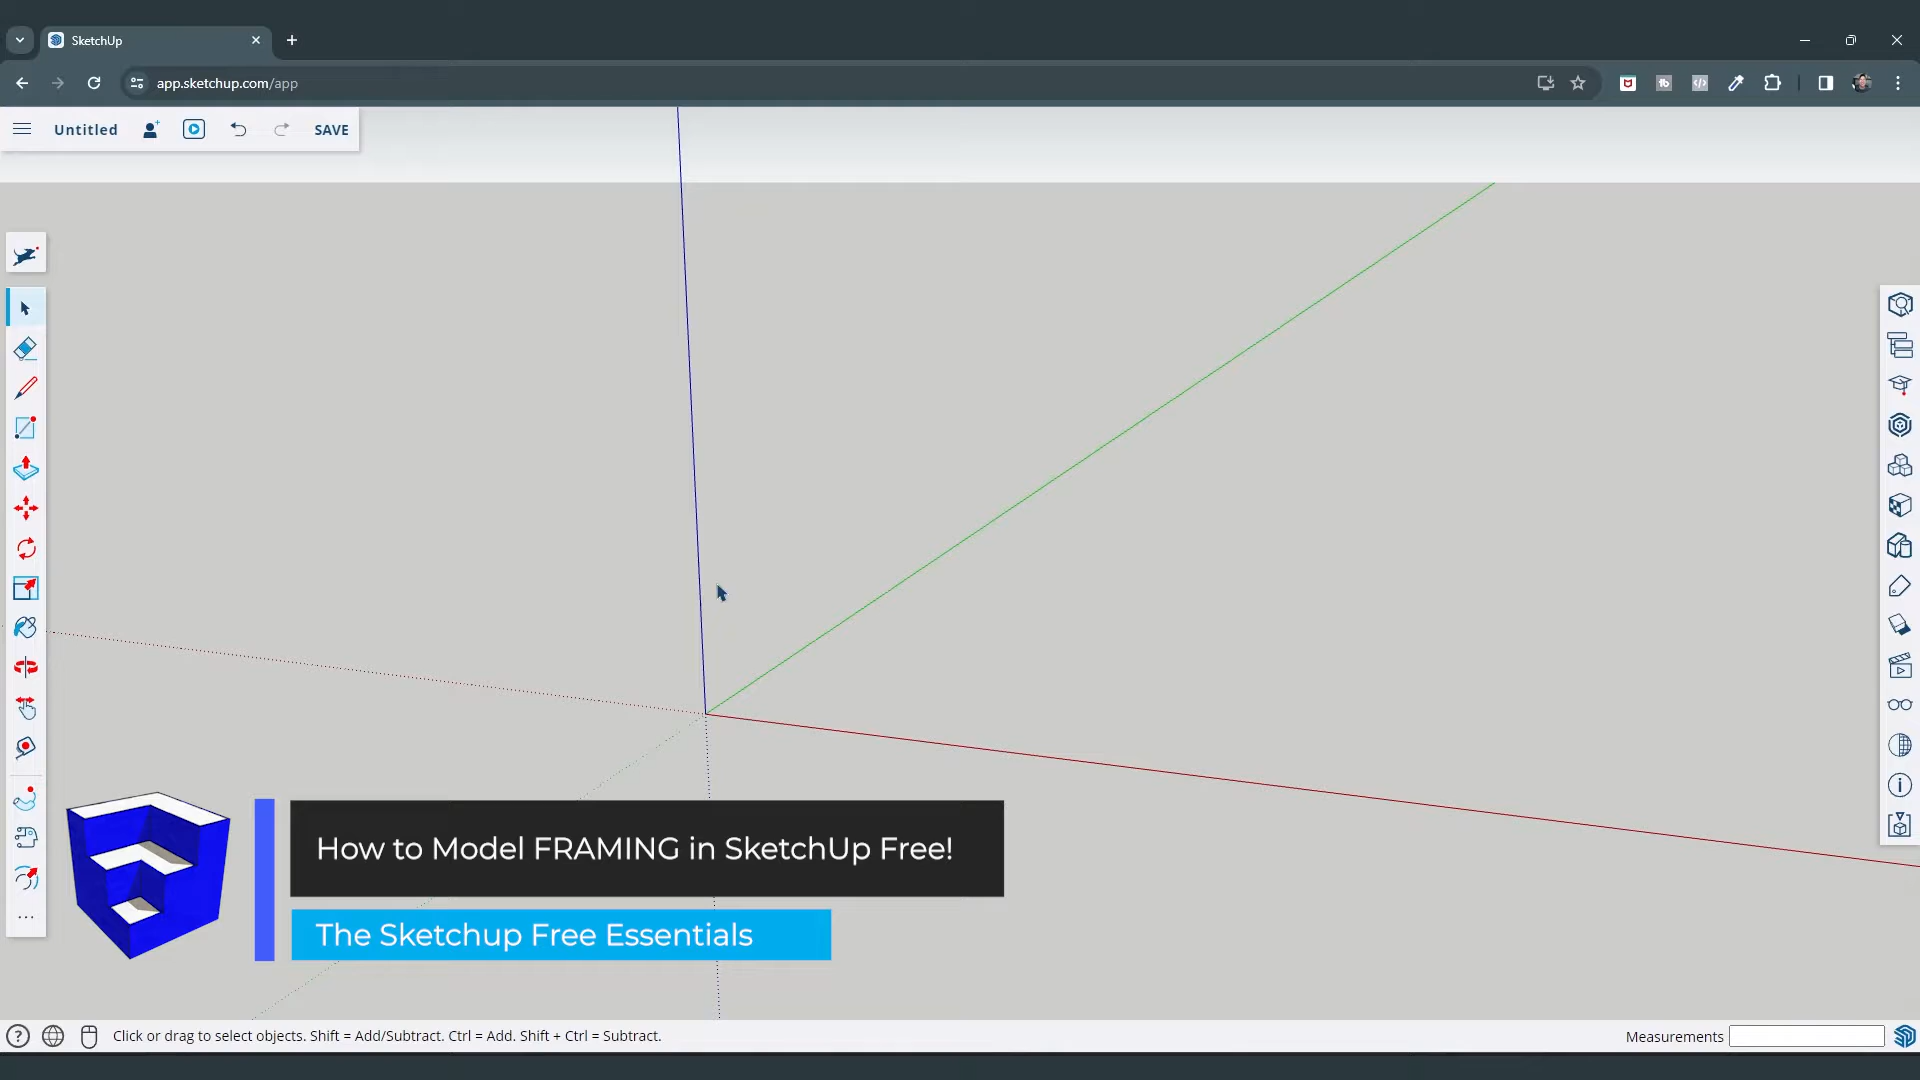 SketchUp
app.sketchup.com/app
Untitled
SAVE
How to Model FRAMING in SketchUp Free!
The Sketchup Free Essentials
Click or drag to select objects. Shift = Add/Subtract. Ctrl = Add. Shift + Ctrl = Subtract.
Measurements